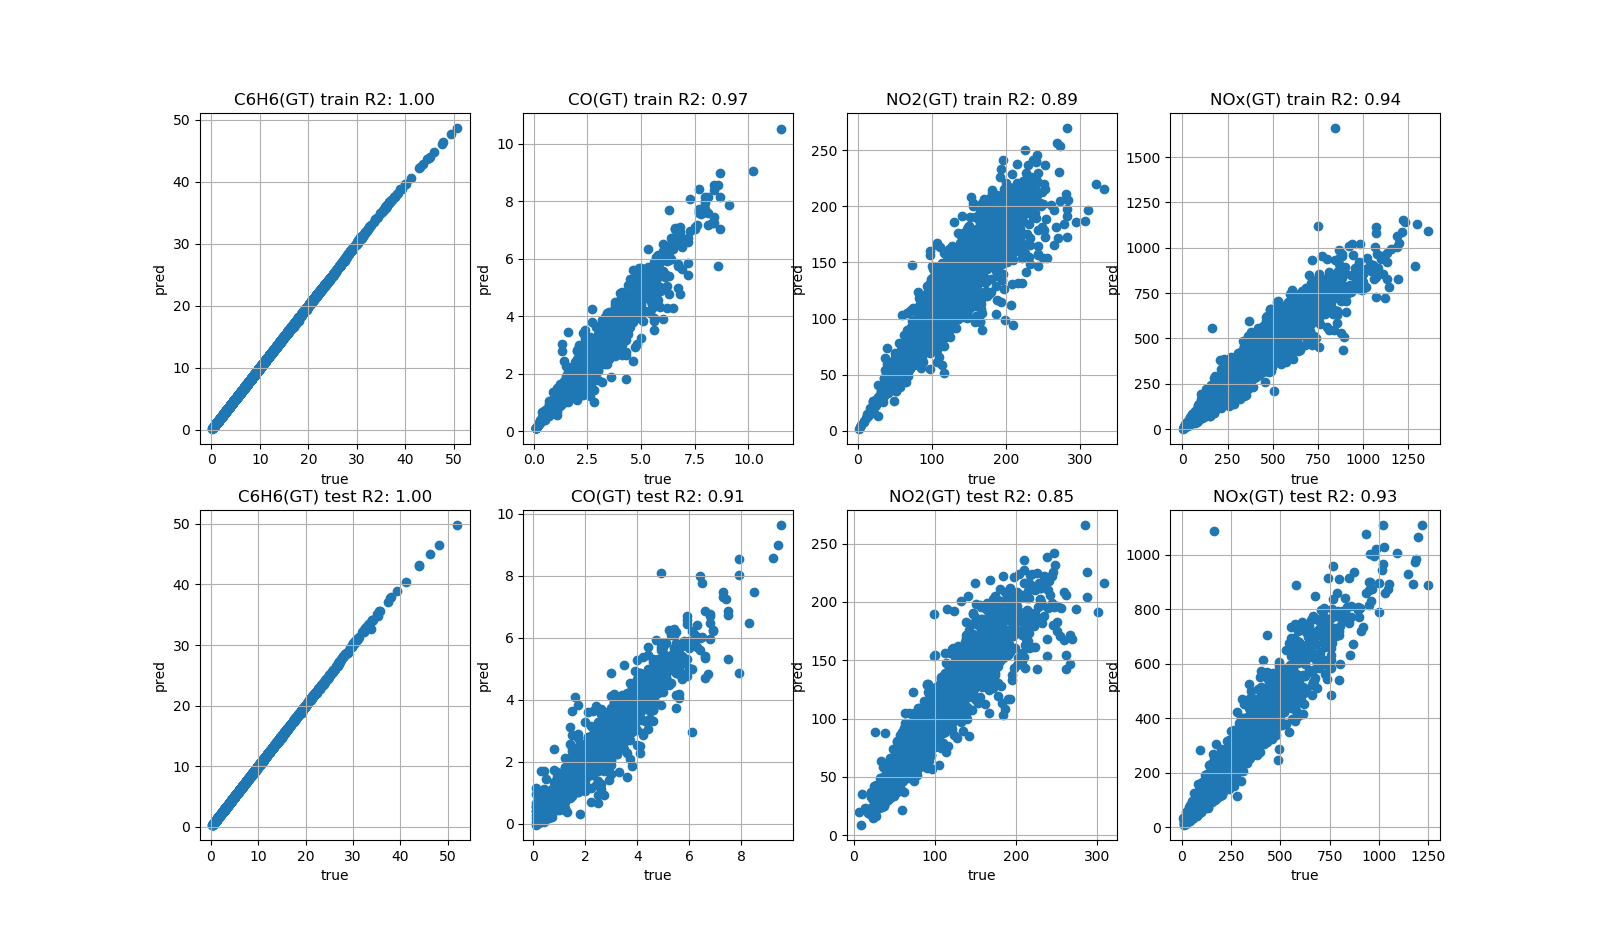 C6H6(GT) train R2: 1.00
50
40
30
20
10
0
pred
0 10 20 30 40 50
true
CO(GT) train R2: 0.97
10
8
6
4
2
0
pred
0.0 2.5 5.0 7.5 10.0
true
NO2(GT) train R2: 0.89
250
200
150
100
50
0
pred
0 100 200 300
true
NOx(GT) train R2: 0.94
1500
1250
1000
750
500
250
0
pred
0 250 500 750 1000 1250
true
C6H6(GT) test R2: 1.00
50
40
30
20
10
0
pred
0 10 20 30 40 50
true
CO(GT) test R2: 0.91
10
8
6
4
2
0
pred
0 2 4 6 8
true
NO2(GT) test R2: 0.85
250
200
150
100
50
0
pred
0 100 200 300
true
NOx(GT) test R2: 0.93
1000
800
600
400
200
0
pred
0 250 500 750 1000 1250
true